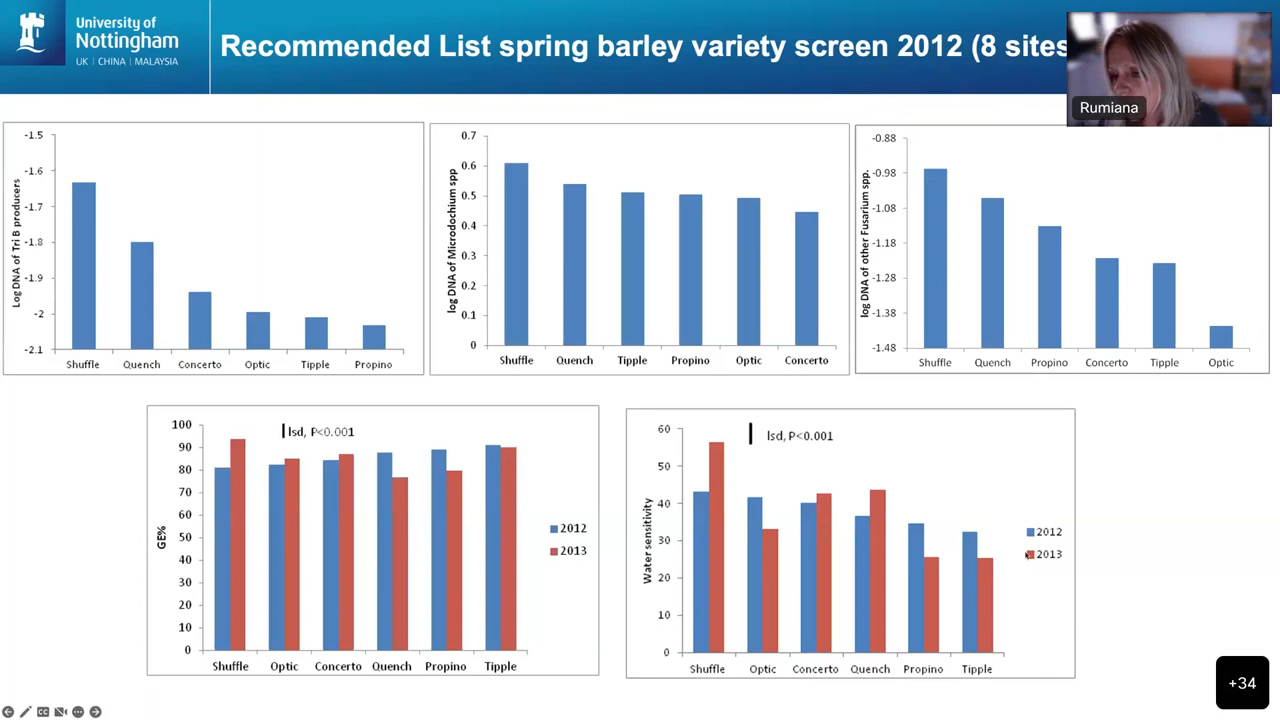 University of
Nottingham
UK | CHINA | MALAYSIA
Recommended List spring barley variety screen 2012 (8 sites
Rumiana
Log DNA of Tri B producers
-1.5
-1.6
-1.7
-1.8
-1.9
-2
-2.1
Shuffle Quench Concerto Optic Tipple Propino
log DNA of Microdochium spp
0.7
0.6
0.5
0.4
0.3
0.2
0.1
0
Shuffle Quench Tipple Propino Optic Concerto
log DNA of other Fusarium spp.
-0.88
-0.98
-1.08
-1.18
-1.28
-1.38
-1.48
Shuffle Quench Propino Concerto Tipple Optic
GE%
100
90
80
70
60
50
40
30
20
10
0
lsd, P<0.001
Shuffle Optic Concerto Quench Propino Tipple
2012
2013
Water sensitivity
60
50
40
30
20
10
0
lsd, P<0.001
Shuffle Optic Concerto Quench Propino Tipple
2012
2013
+34